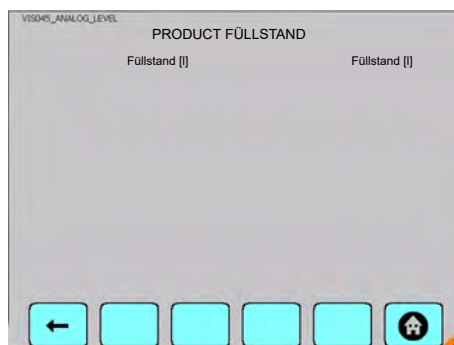 VIS045_ANALOG_LEVEL
PRODUCT FÜLLSTAND
Füllstand [l] Füllstand [l]